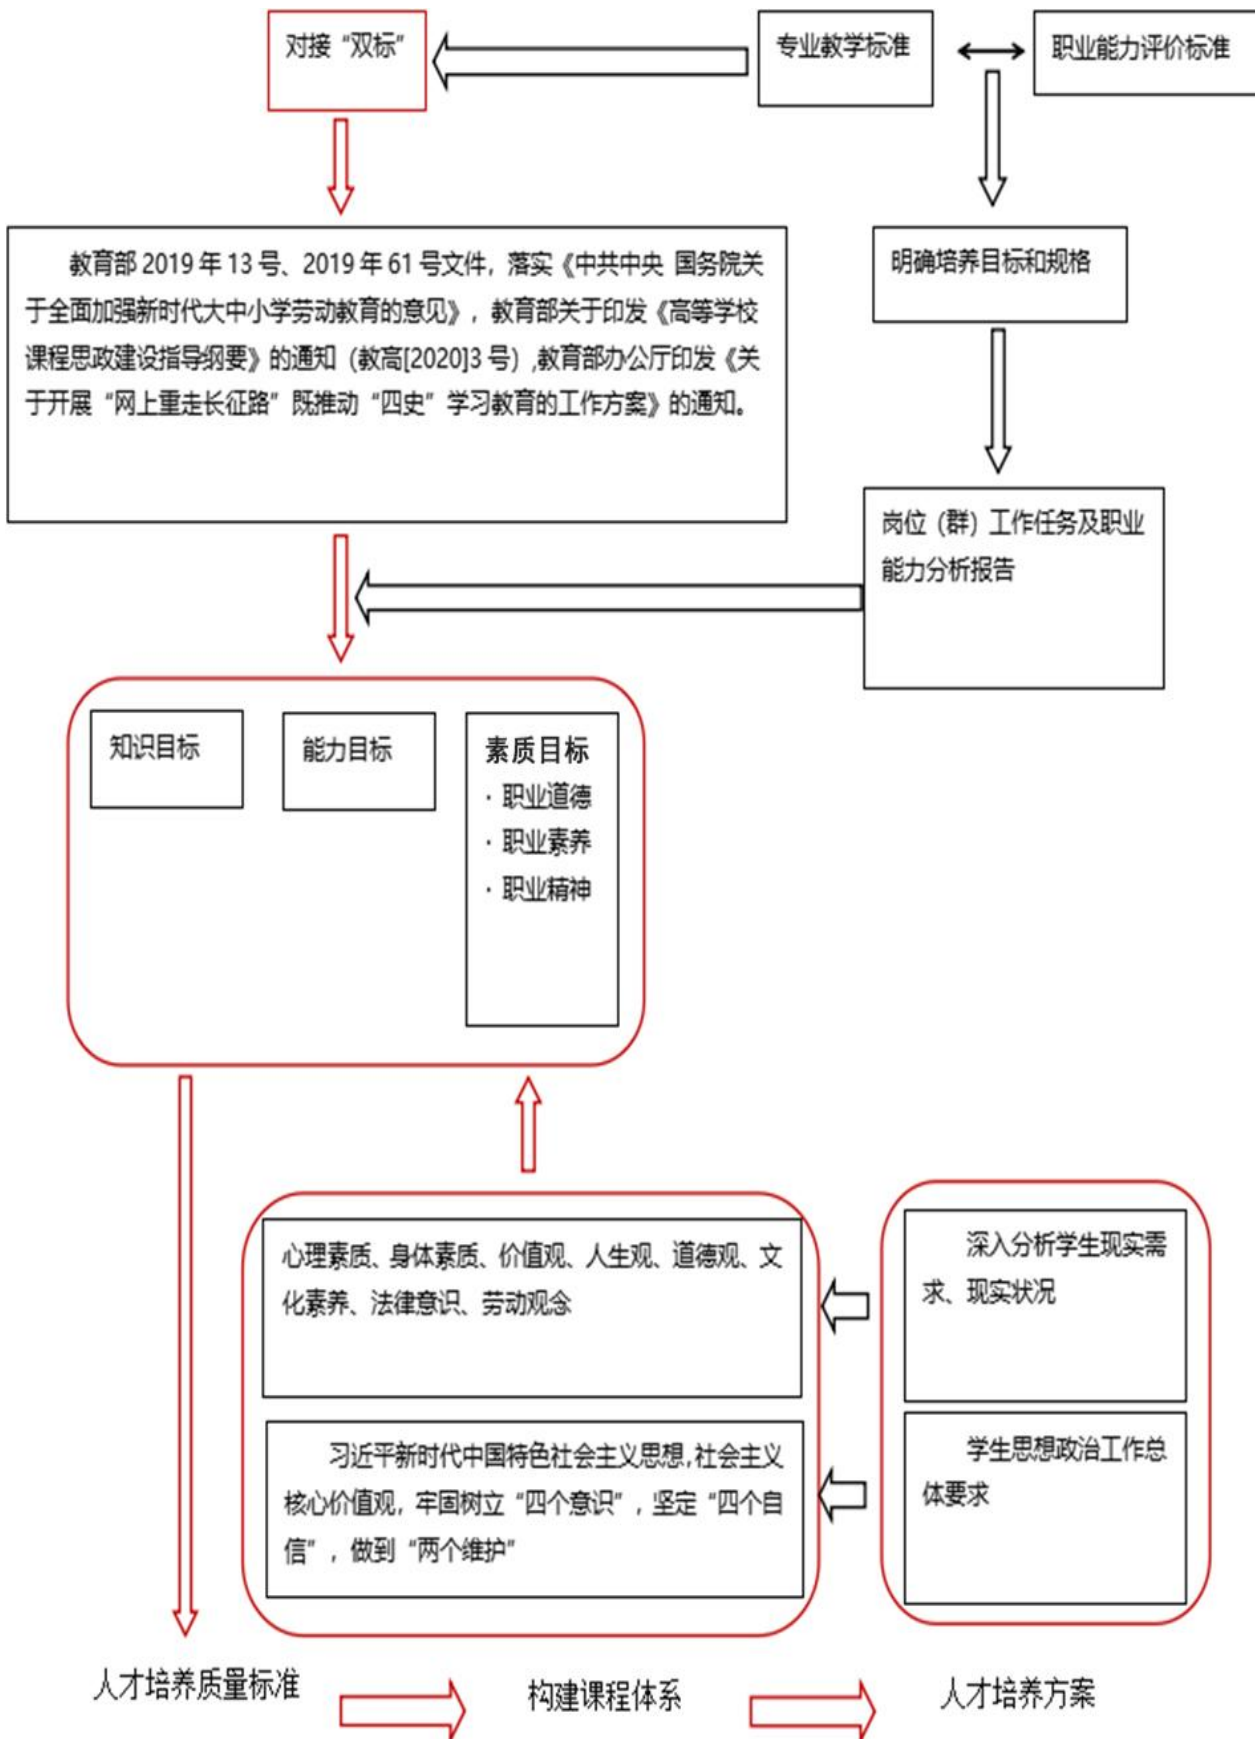 对接“双标”
专业教学标准
职业能力评价标准
教育部 2019 年 13 号、2019 年 61 号文件，落实《中共中央 国务院关
于全面加强新时代大中小学劳动教育的意见》，教育部关于印发《高等学校
课程思政建设指导纲要》的通知（教高[2020]3 号）,教育部办公厅印发《关
于开展“网上重走长征路”既推动“四史”学习教育的工作方案》的通知。
明确培养目标和规格
岗位（群）工作任务及职业
能力分析报告
知识目标
能力目标
素质目标
· 职业道德
· 职业素养
· 职业精神
心理素质、身体素质、价值观、人生观、道德观、文
化素养、法律意识、劳动观念
深入分析学生现实需
求、现实状况
习近平新时代中国特色社会主义思想,社会主义
核心价值观，牢固树立“四个意识”，坚定“四个自
信”，做到“两个维护”
学生思想政治工作总
体要求
人才培养质量标准
构建课程体系
人才培养方案